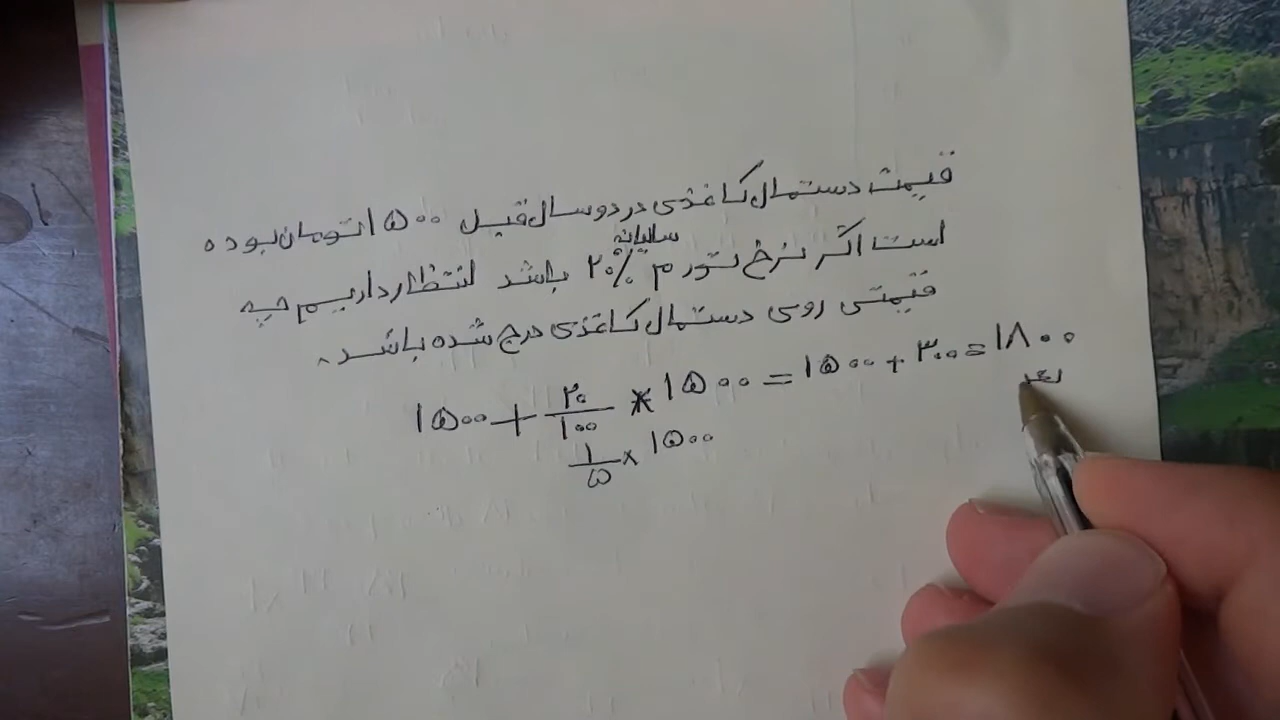 قیمت دستمال کاغذی در دو سال قبل ۱۵۰۰ تومان بوده
است اگر نرخ تورم سالیانه ۲۰٪ باشد انتظار داریم چه
قیمتی روی دستمال کاغذی درج شده باشد.
۱۵۰۰ + ۲۰/۱۰۰ * ۱۵۰۰ = ۱۵۰۰ + ۳۰۰ = ۱۸۰۰
۱/۵ × ۱۵۰۰